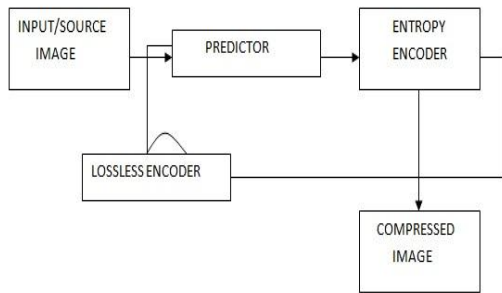 INPUT/SOURCE
IMAGE
PREDICTOR
ENTROPY
ENCODER
LOSSLESS ENCODER
COMPRESSED
IMAGE